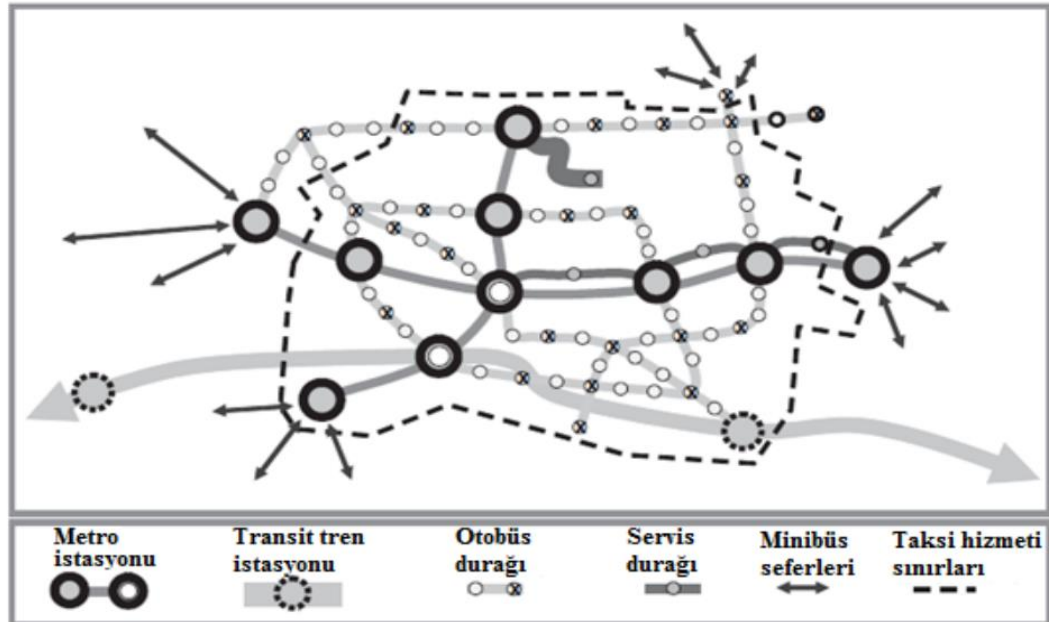 Metro
istasyonu
Transit tren
istasyonu
Otobüs
durağı
Servis
durağı
Minibüs
seferleri
Taksi hizmeti
sınırları